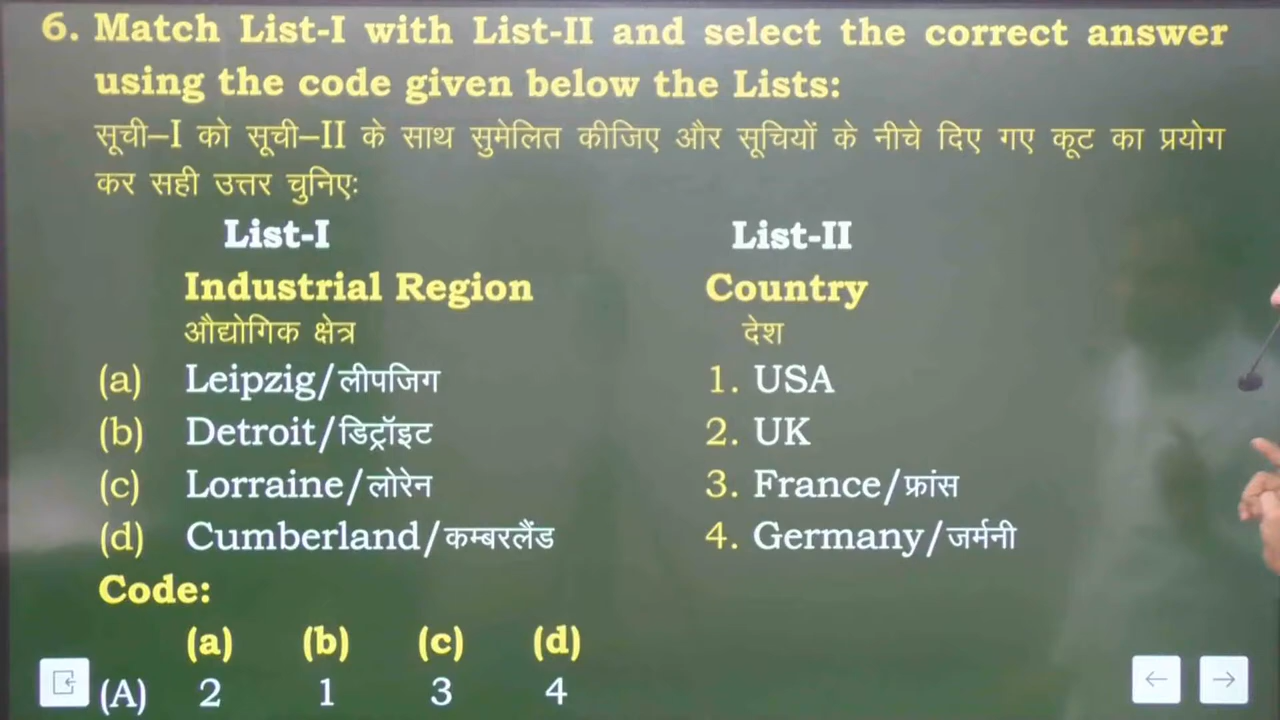 6. Match List-I with List-II and select the correct answer
using the code given below the Lists:
सूची–I को सूची–II के साथ सुमेलित कीजिए और सूचियों के नीचे दिए गए कूट का प्रयोग
कर सही उत्तर चुनिएः
List-I List-II
Industrial Region Country
औद्योगिक क्षेत्र देश
(a) Leipzig/लीपजिग 1. USA
(b) Detroit/डिट्रॉइट 2. UK
(c) Lorraine/लोरेन 3. France/फ्रांस
(d) Cumberland/कम्बरलैंड 4. Germany/जर्मनी
Code:
(a) (b) (c) (d)
(A) 2 1 3 4